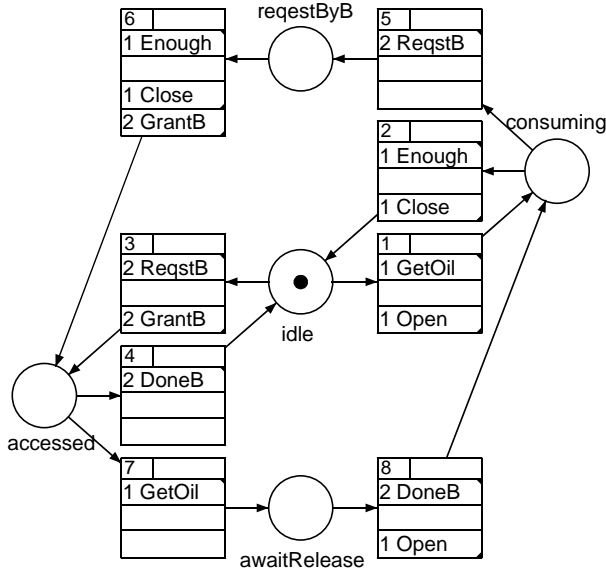 6
1 Enough
1 Close
2 GrantB
reqestByB
5
2 ReqstB
consuming
2
1 Enough
1 Close
3
2 ReqstB
2 GrantB
idle
1
1 GetOil
1 Open
4
2 DoneB
accessed
7
1 GetOil
awaitRelease
8
2 DoneB
1 Open